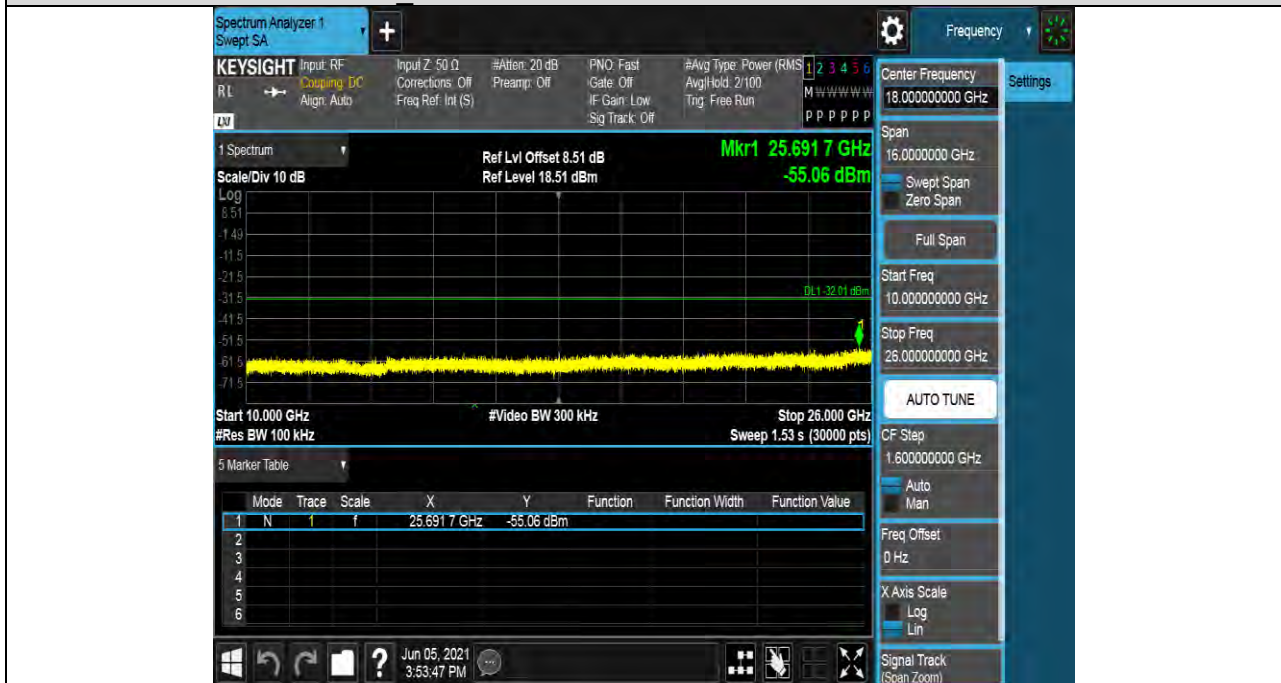 Spectrum Analyzer 1
Swept SA
+
Frequency
KEYSIGHT
RL
LXI
Input: RF
Coupling: DC
Align: Auto
Input Z: 50 Ω
Corrections: Off
Freq Ref: Int (S)
#Atten: 20 dB
Preamp: Off
PNO: Fast
Gate: Off
IF Gain: Low
Sig Track: Off
#Avg Type: Power (RMS
Avg|Hold: 2/100
Trig: Free Run
1 2 3 4 5 6
M W W W W W
P P P P P P
1 Spectrum
Scale/Div 10 dB
Ref Lvl Offset 8.51 dB
Ref Level 18.51 dBm
Mkr1 25.691 7 GHz
-55.06 dBm
Log
8.51
-1.49
-11.5
-21.5
-31.5
-41.5
-51.5
-61.5
-71.5
DL1 -32.01 dBm
1
Start 10.000 GHz
#Video BW 300 kHz
Stop 26.000 GHz
#Res BW 100 kHz
Sweep 1.53 s (30000 pts)
5 Marker Table
Mode Trace Scale X Y Function Function Width Function Value
1 N 1 f 25.691 7 GHz -55.06 dBm
2
3
4
5
6
?
Jun 05, 2021
3:53:47 PM
Center Frequency
18.000000000 GHz
Settings
Span
16.0000000 GHz
Swept Span
Zero Span
Full Span
Start Freq
10.000000000 GHz
Stop Freq
26.000000000 GHz
AUTO TUNE
CF Step
1.600000000 GHz
Auto
Man
Freq Offset
0 Hz
X Axis Scale
Log
Lin
Signal Track
(Span Zoom)